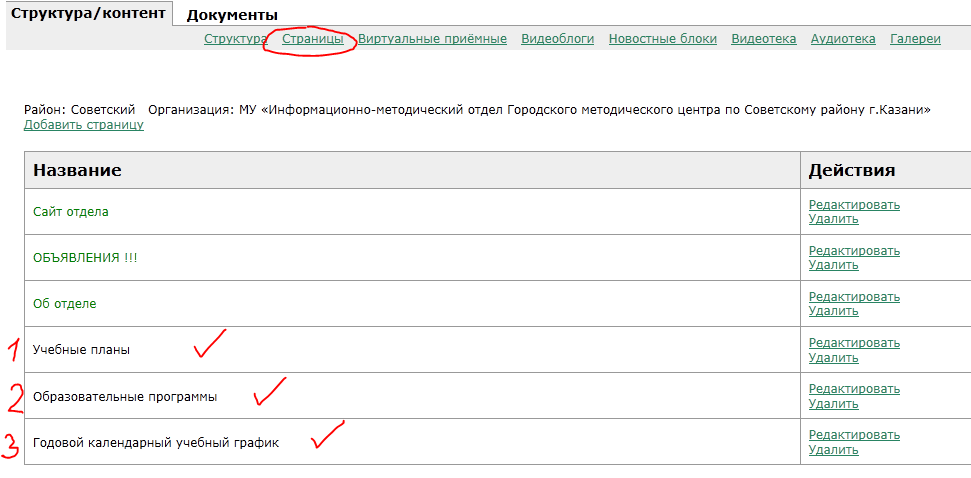 Структура/контент Документы
Структура Страницы Виртуальные приёмные Видеоблоги Новостные блоки Видеотека Аудиотека Галереи
Район: Советский Организация: МУ «Информационно-методический отдел Городского методического центра по Советскому району г.Казани»
Добавить страницу
Название Действия
Сайт отдела Редактировать
Удалить
ОБЪЯВЛЕНИЯ !!! Редактировать
Удалить
Об отделе Редактировать
Удалить
1 Учебные планы Редактировать
Удалить
2 Образовательные программы Редактировать
Удалить
3 Годовой календарный учебный график Редактировать
Удалить